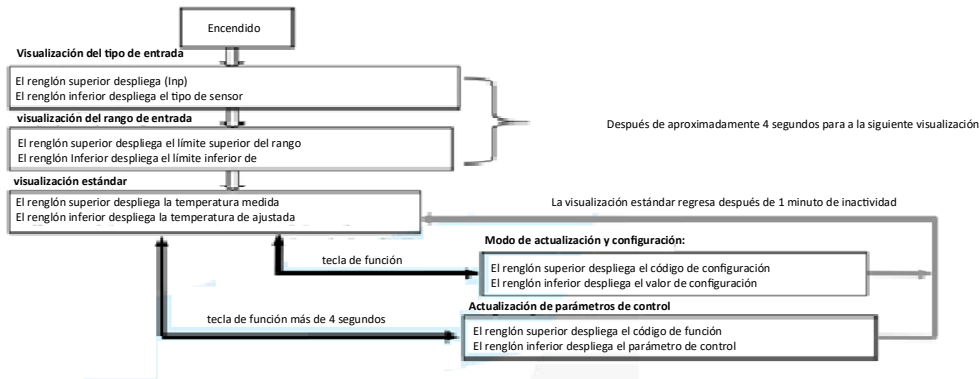 Encendido
Visualización del tipo de entrada
El renglón superior despliega (Inp)
El renglón inferior despliega el tipo de sensor
visualización del rango de entrada
Después de aproximadamente 4 segundos para a la siguiente visualización
El renglón superior despliega el límite superior del rango
El renglón Inferior despliega el límite inferior de
visualización estándar
El renglón superior despliega la temperatura medida
El renglón inferior despliega la temperatura de ajustada
La visualización estándar regresa después de 1 minuto de inactividad
Modo de actualización y configuración:
tecla de función
El renglón superior despliega el código de configuración
El renglón inferior despliega el valor de configuración
Actualización de parámetros de control
tecla de función más de 4 segundos
El renglón superior despliega el código de función
El renglón inferior despliega el parámetro de control